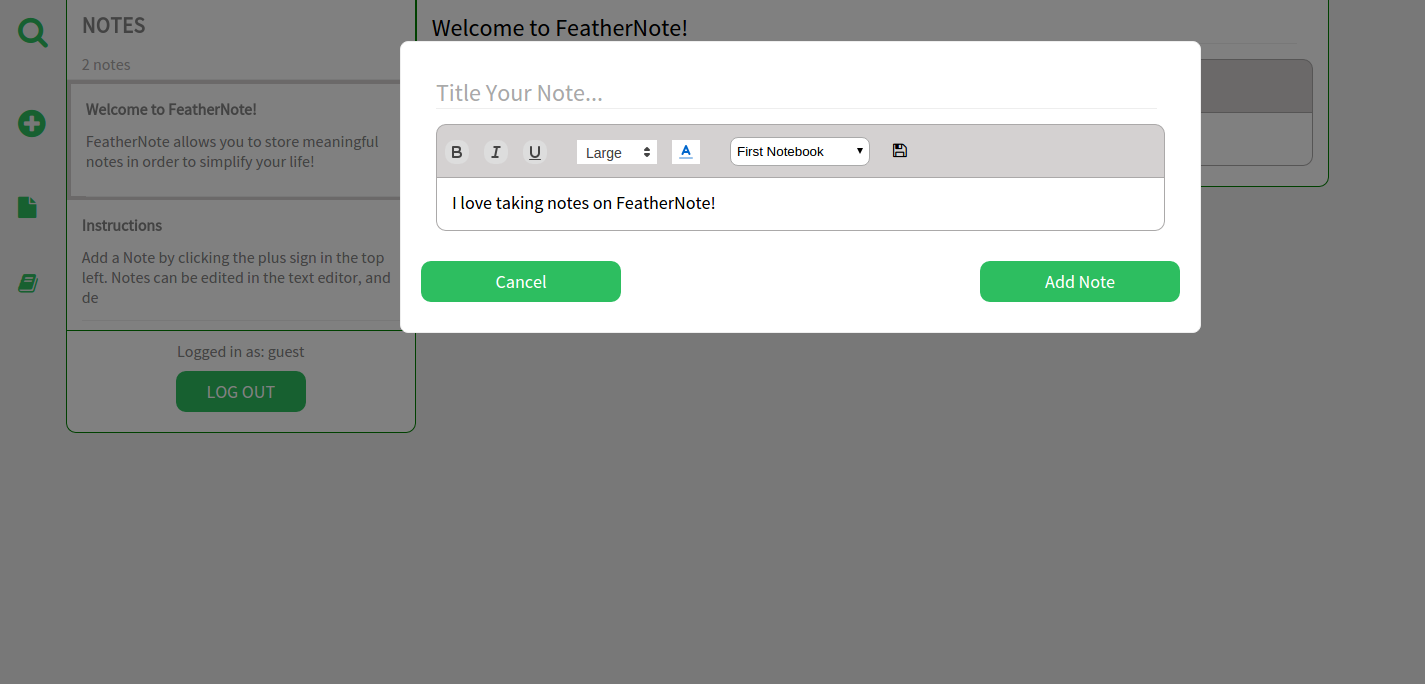 NOTES
2 notes
Welcome to FeatherNote!
FeatherNote allows you to store meaningful
notes in order to simplify your life!
Instructions
Add a Note by clicking the plus sign in the top
left. Notes can be edited in the text editor, and
de
Logged in as: guest
LOG OUT
Welcome to FeatherNote!
Title Your Note...
B I U Large A First Notebook
I love taking notes on FeatherNote!
Cancel Add Note